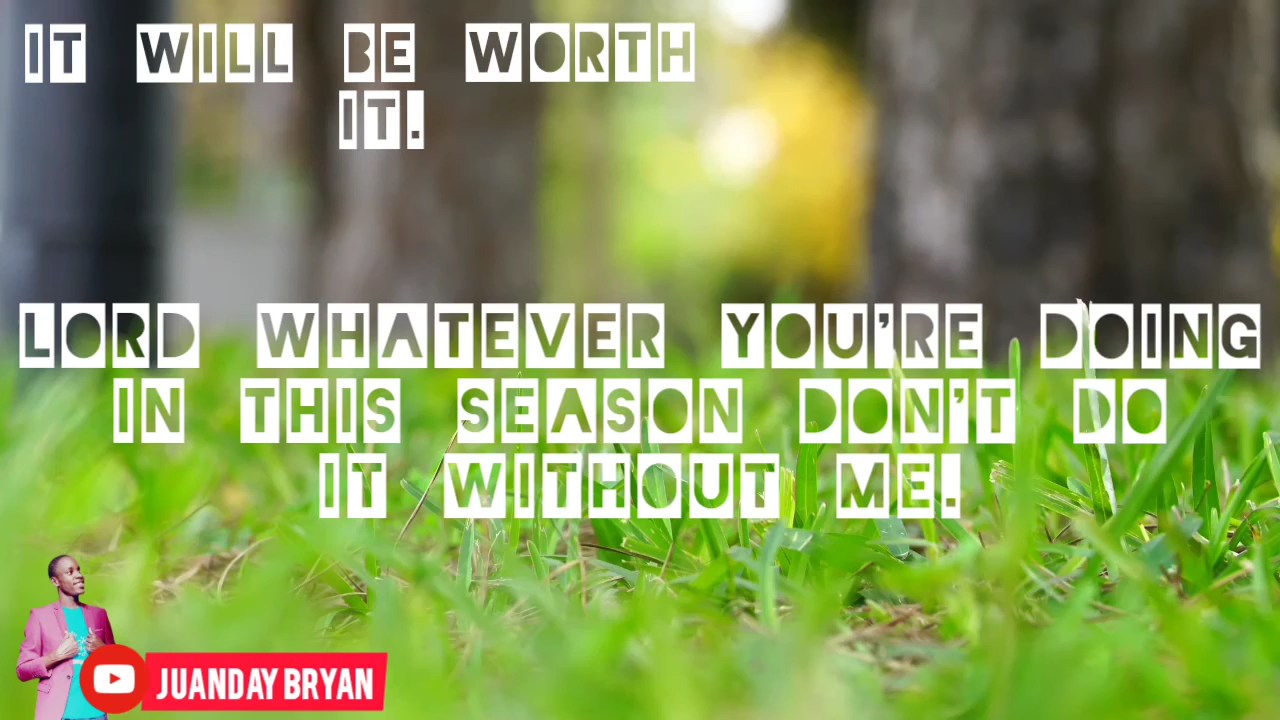 IT WILL BE WORTH
IT.
LORD WHATEVER YOU'RE DOING
IN THIS SEASON DON'T DO
IT WITHOUT ME.
JUANDAY BRYAN